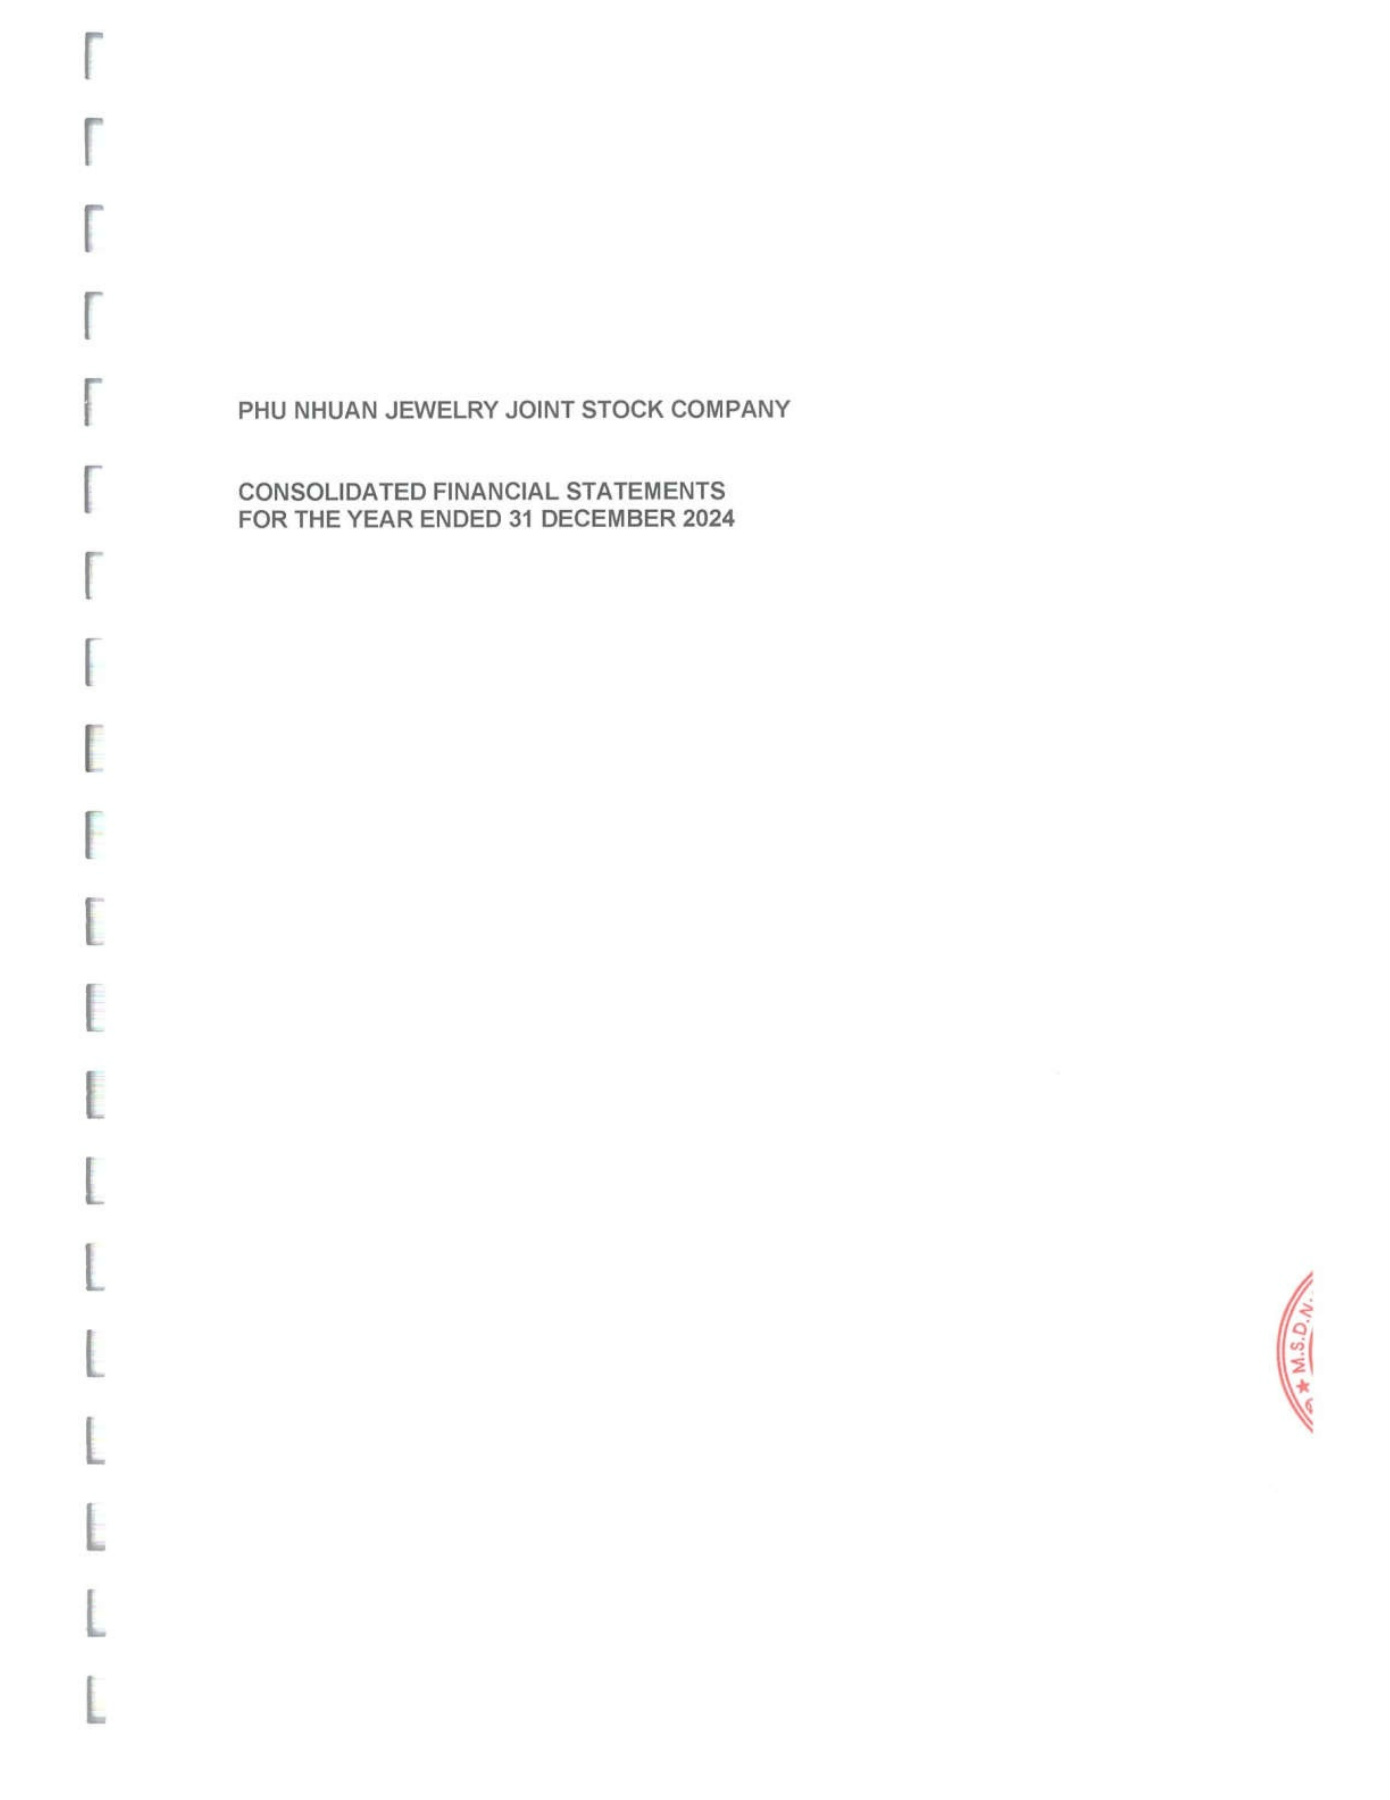 PHU NHUAN JEWELRY JOINT STOCK COMPANY
CONSOLIDATED FINANCIAL STATEMENTS
FOR THE YEAR ENDED 31 DECEMBER 2024
★ M.S.D.N.